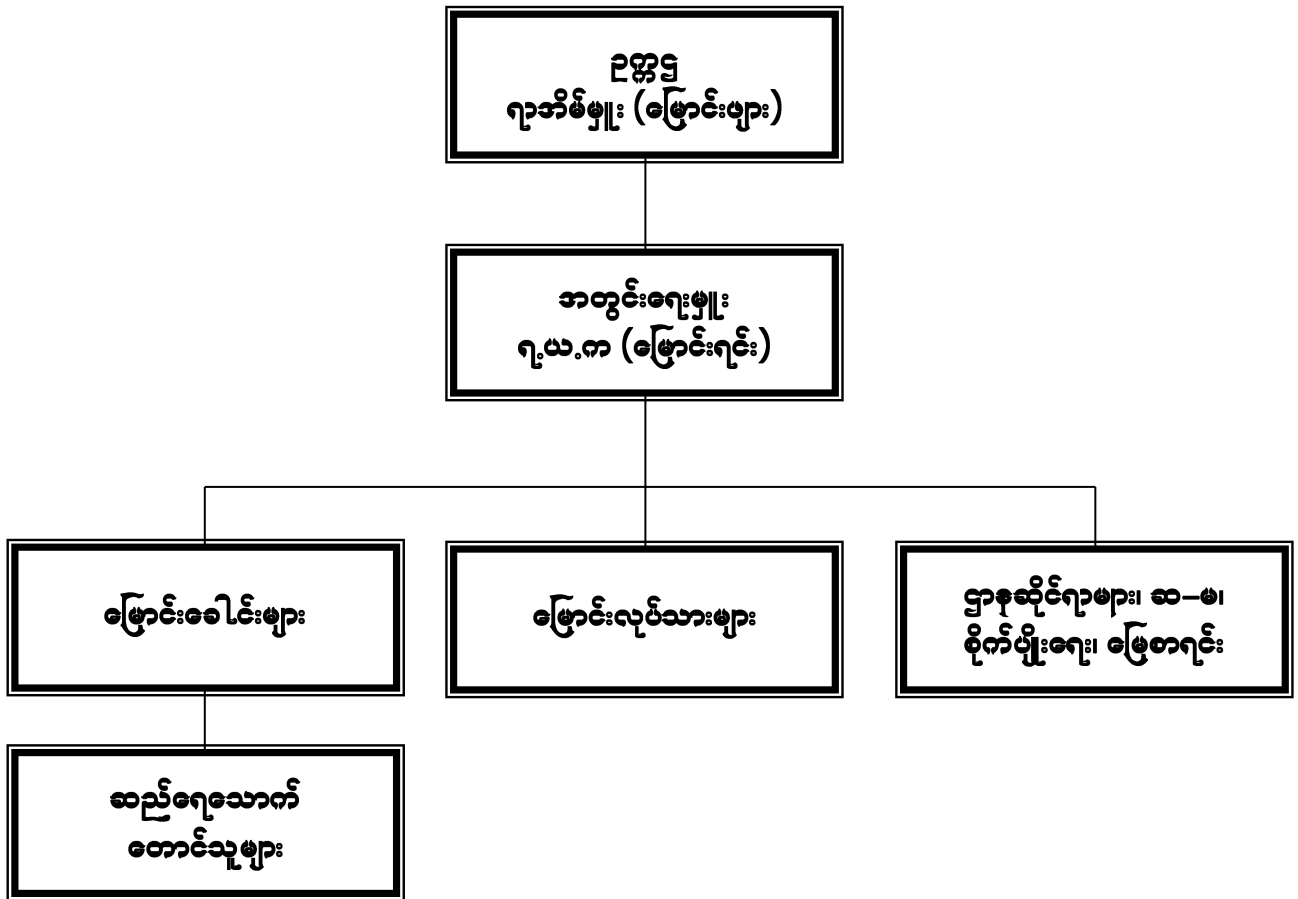 ဥက္ကဌ
ရာအိမ်မှူး (မြောင်းဖျား)
အတွင်းရေးမှူး
ရ.ယ.က (မြောင်းရင်း)
မြောင်းခေါင်းများ
မြောင်းလုပ်သားများ
ဌာနဆိုင်ရာများ၊ ဆ–မ၊
စိုက်ပျိုးရေး၊ မြေစာရင်း
ဆည်ရေသောက်
တောင်သူများ